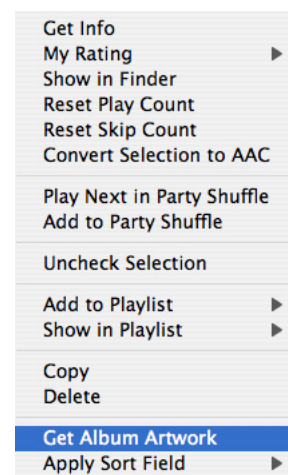 Get Info
My Rating
Show in Finder
Reset Play Count
Reset Skip Count
Convert Selection to AAC
Play Next in Party Shuffle
Add to Party Shuffle
Uncheck Selection
Add to Playlist
Show in Playlist
Copy
Delete
Get Album Artwork
Apply Sort Field